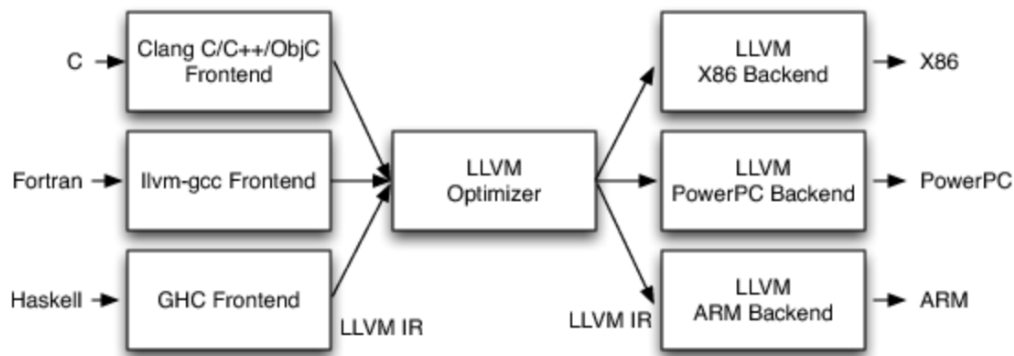 C
Clang C/C++/ObjC
Frontend
LLVM
X86 Backend
X86
Fortran
llvm-gcc Frontend
LLVM
Optimizer
LLVM
PowerPC Backend
PowerPC
Haskell
GHC Frontend
LLVM IR
LLVM IR
LLVM
ARM Backend
ARM